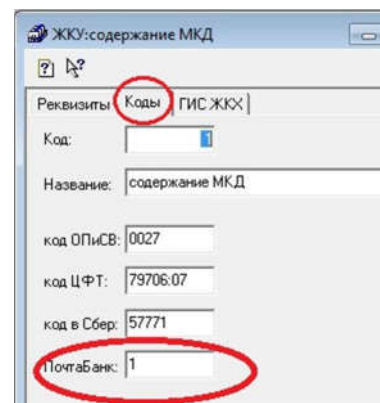 ЖКУ:содержание МКД
Реквизиты Коды ГИС ЖКХ
Код: 1
Название: содержание МКД
код ОПиСВ: 0027
код ЦФТ: 79706:07
код в Сбер: 57771
ПочтаБанк: 1